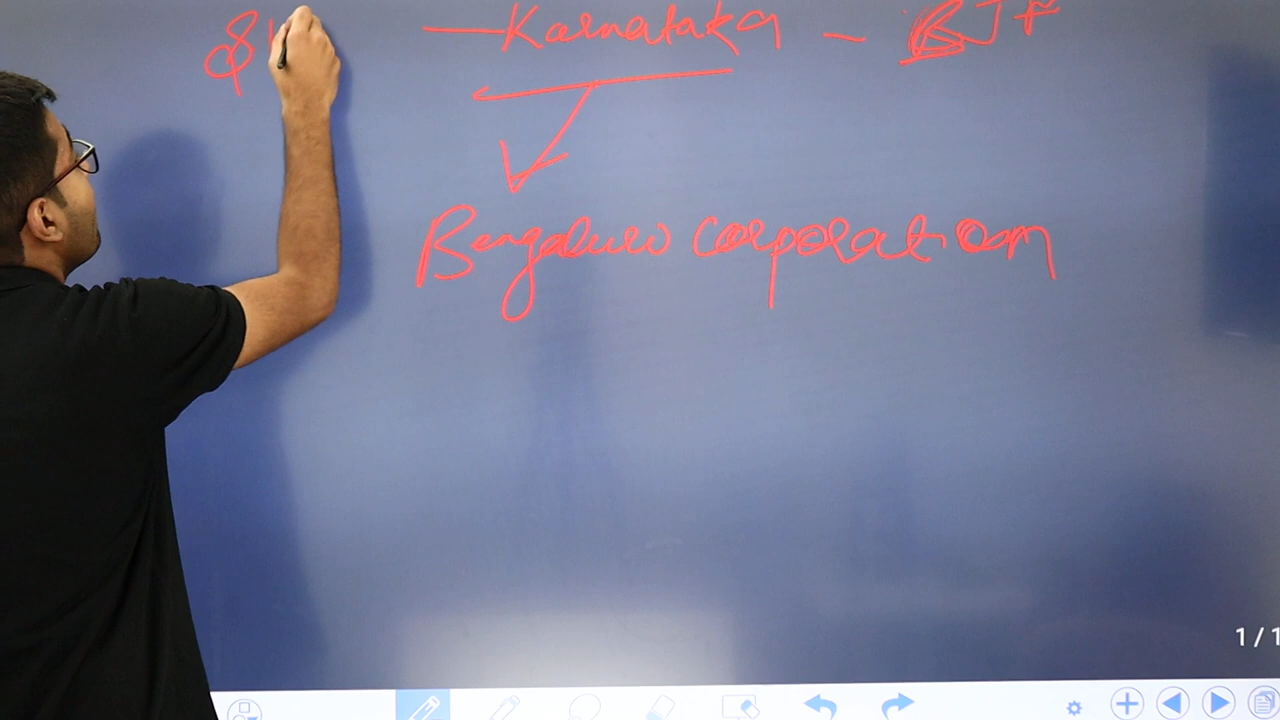 — Karnataka – BJP
Bengaluru Corporation
1/1